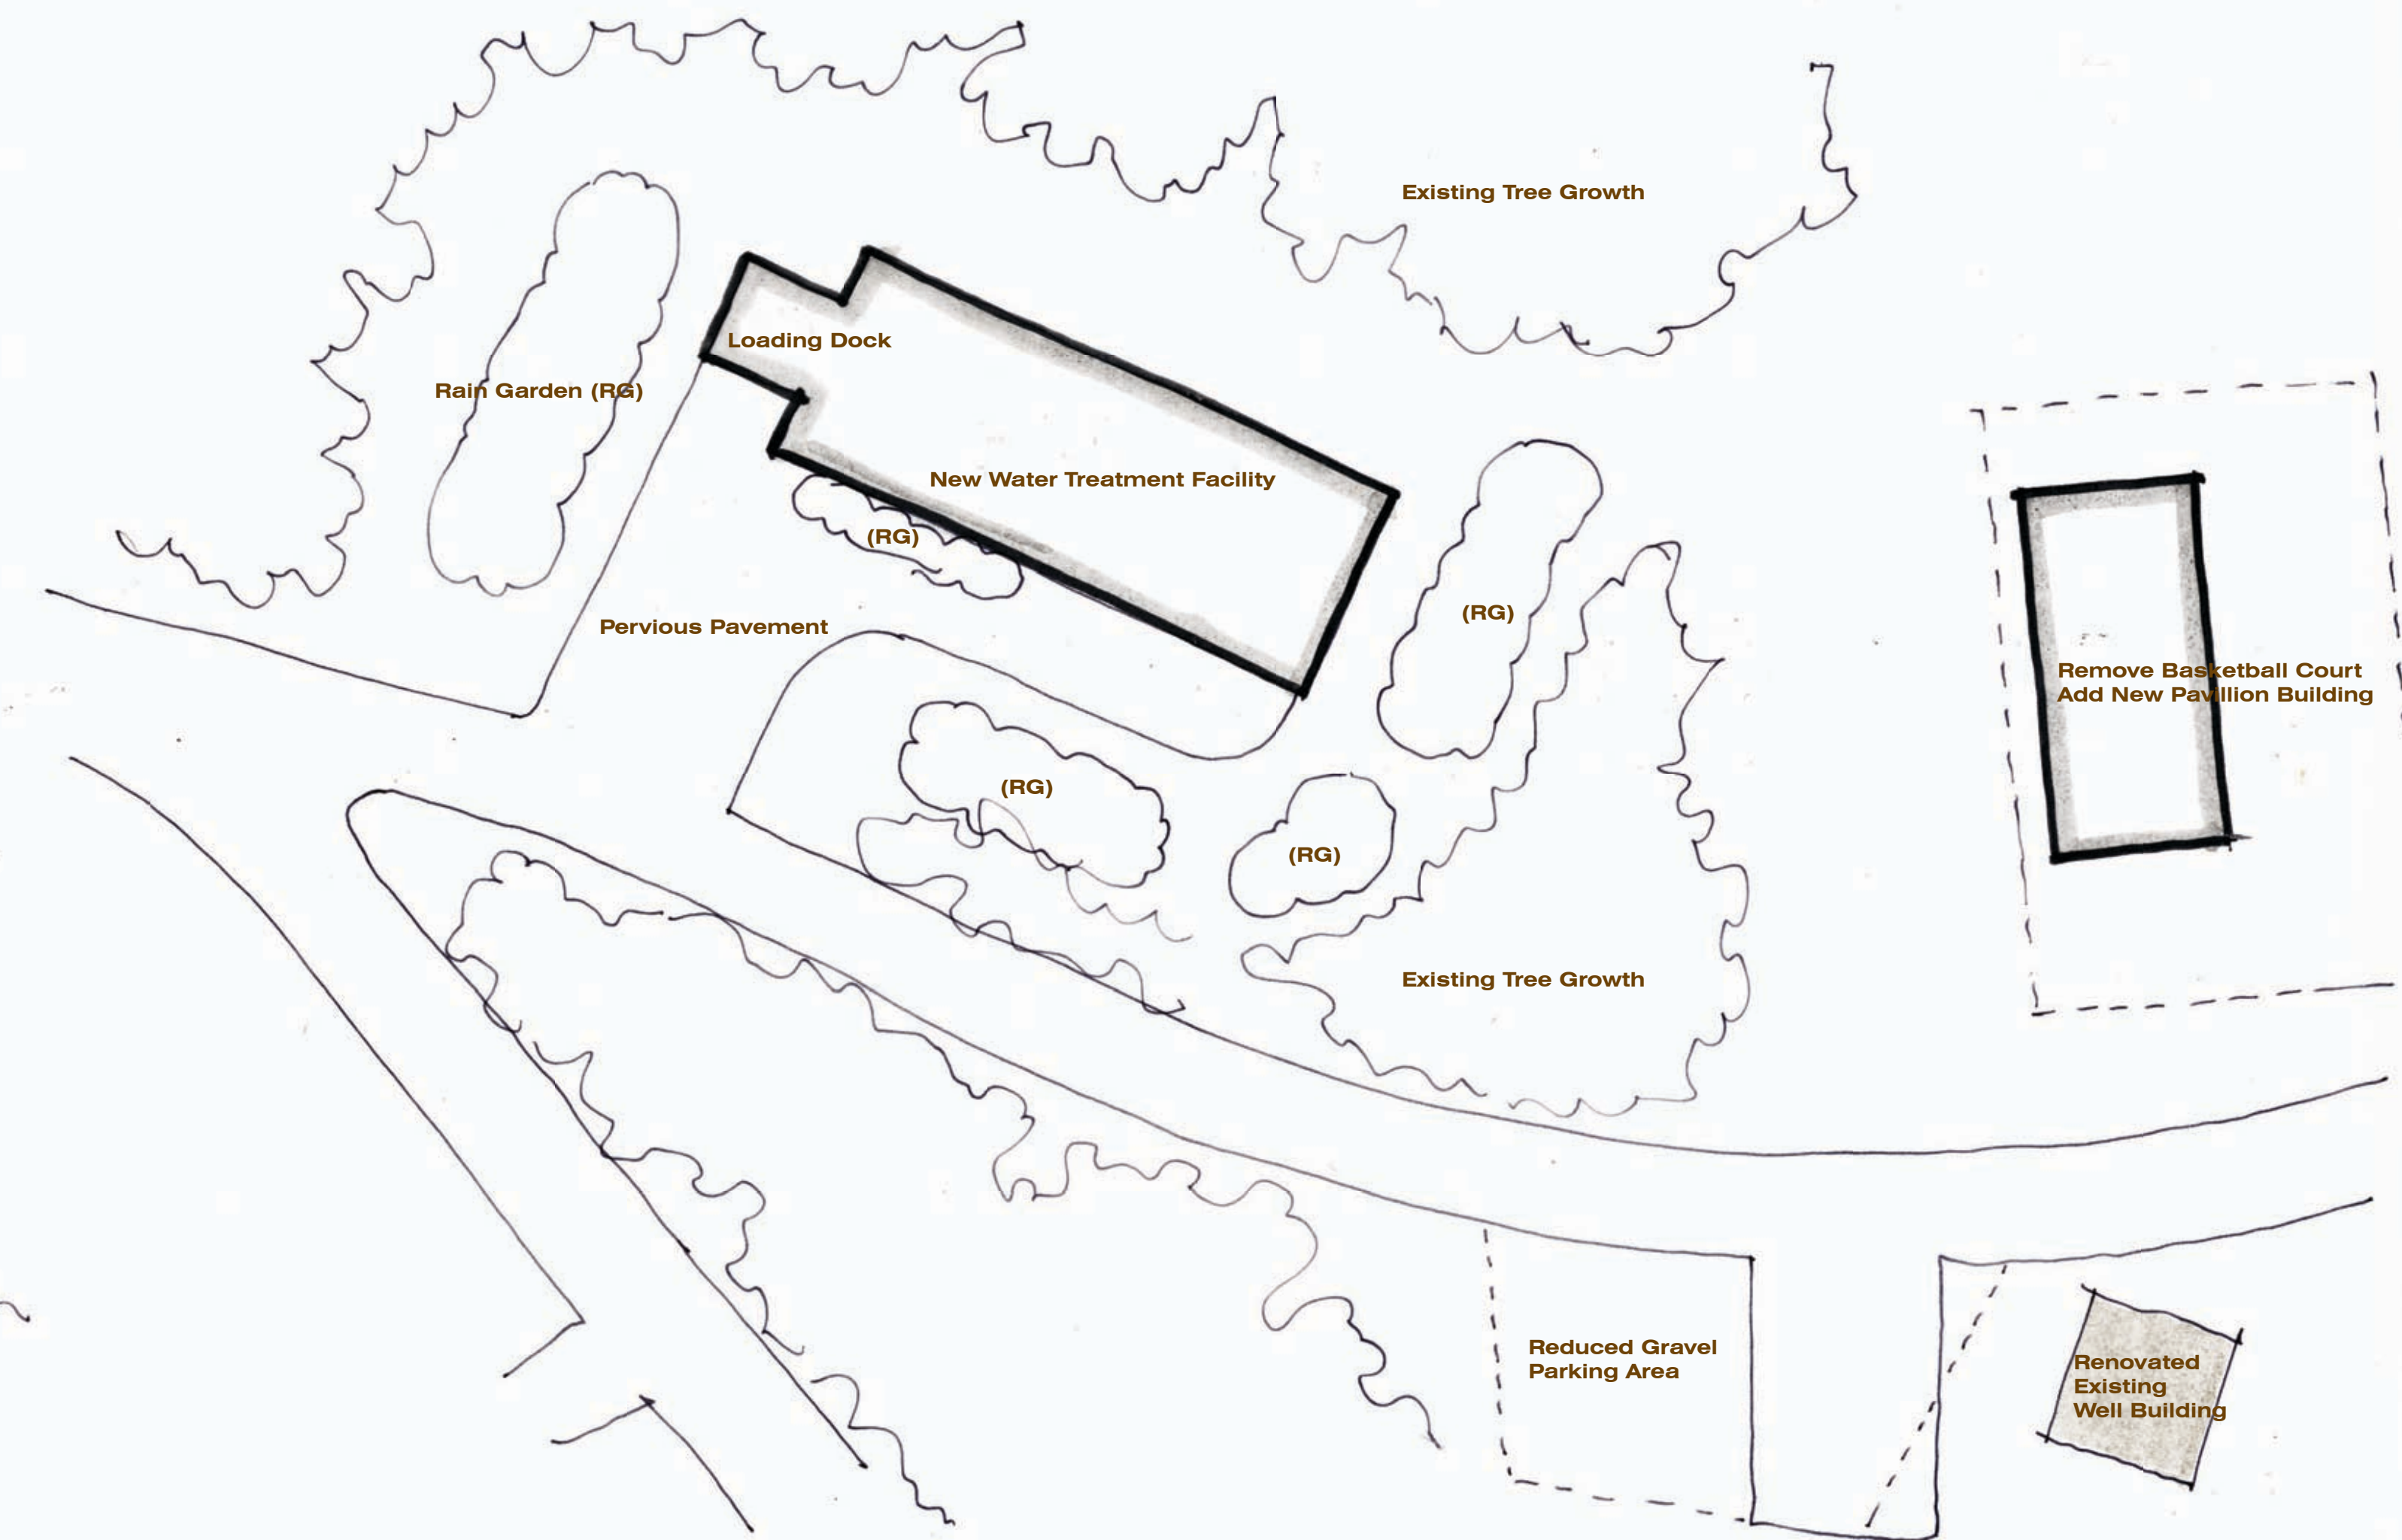 Existing Tree Growth
Loading Dock
Rain Garden (RG)
New Water Treatment Facility
(RG)
(RG)
Pervious Pavement
Remove Basketball Court
Add New Pavillion Building
(RG)
(RG)
Existing Tree Growth
Reduced Gravel
Parking Area
Renovated
Existing
Well Building